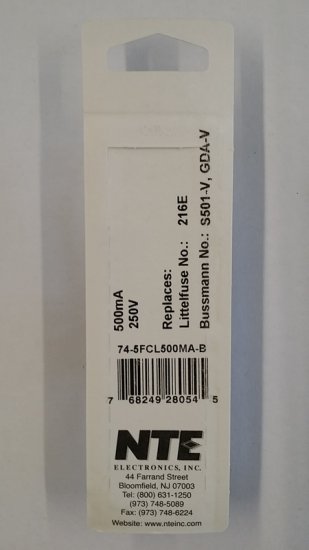 500mA
250V
Replaces:
Littelfuse No.: 216E
Bussmann No.: S501-V, GDA-V
74-5FCL500MA-B
7 68249 28054 5
NTE
ELECTRONICS, INC.
44 Farrand Street
Bloomfield, NJ 07003
Tel: (800) 631-1250
(973) 748-5089
Fax: (973) 748-6224
Website: www.nteinc.com